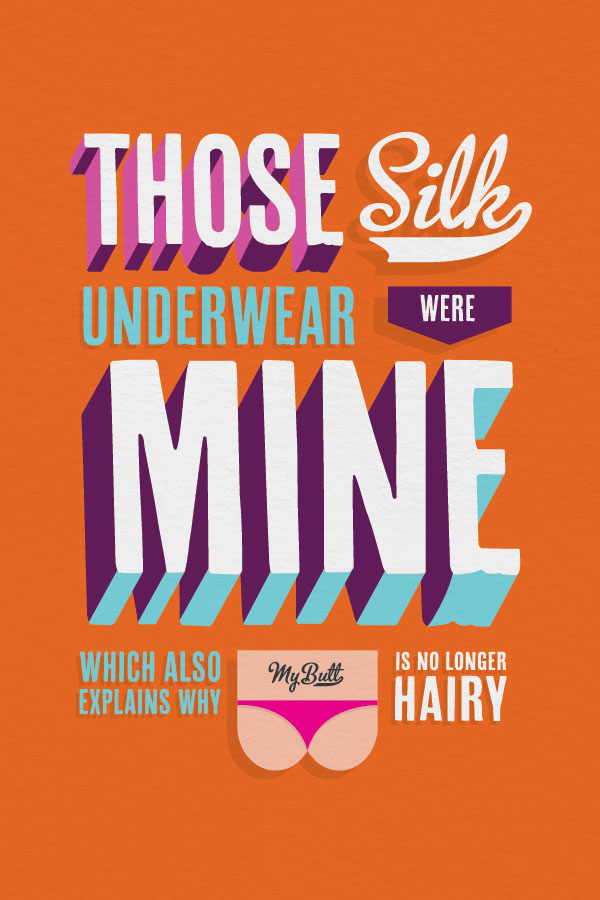 THOSE Silk
UNDERWEAR WERE
MINE
WHICH ALSO
EXPLAINS WHY
My Butt
IS NO LONGER
HAIRY